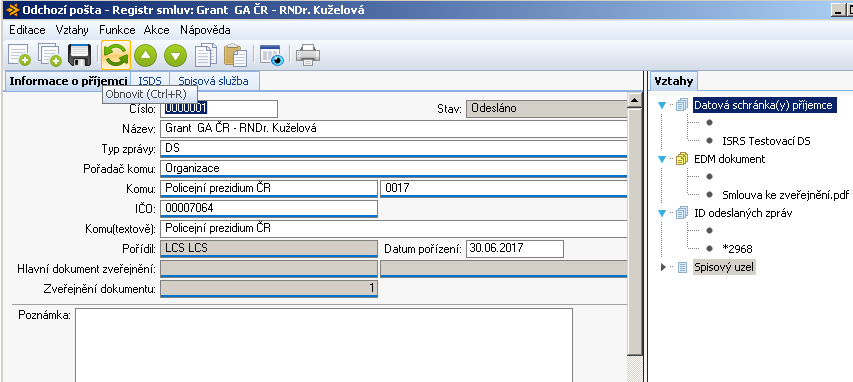 Odchozí pošta - Registr smluv: Grant GA ČR - RNDr. Kuželová
Editace Vztahy Funkce Akce Nápověda
Informace o příjemci ISDS Spisová služba
Obnovit (Ctrl+R)
Číslo: 0000001 Stav: Odesláno
Název: Grant GA ČR - RNDr. Kuželová
Typ zprávy: DS
Pořadač komu: Organizace
Komu: Policejní prezidium ČR 0017
IČO: 00007064
Komu(textově): Policejní prezidium ČR
Pořídil: LCS LCS Datum pořízení: 30.06.2017
Hlavní dokument zveřejnění:
Zveřejnění dokumentu: 1
Poznámka:
Vztahy
Datová schránka(y) příjemce
ISRS Testovací DS
EDM dokument
Smlouva ke zveřejnění.pdf
ID odeslaných zpráv
*2968
Spisový uzel